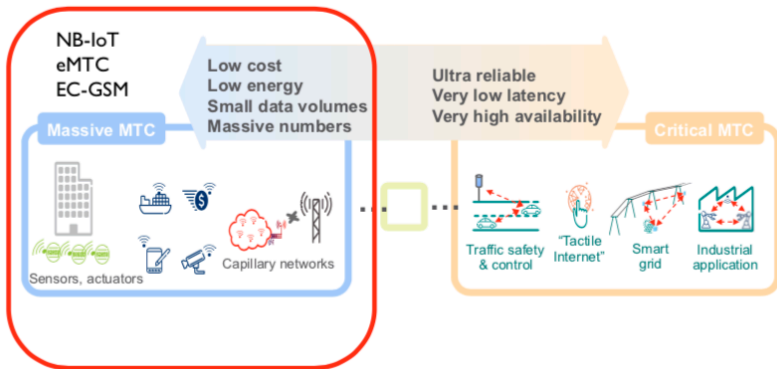 NB-IoT
eMTC
EC-GSM
Low cost
Low energy
Small data volumes
Massive numbers
Ultra reliable
Very low latency
Very high availability
Massive MTC
Critical MTC
$
Sensors, actuators
Capillary networks
Traffic safety
& control
“Tactile
Internet”
Smart
grid
Industrial
application